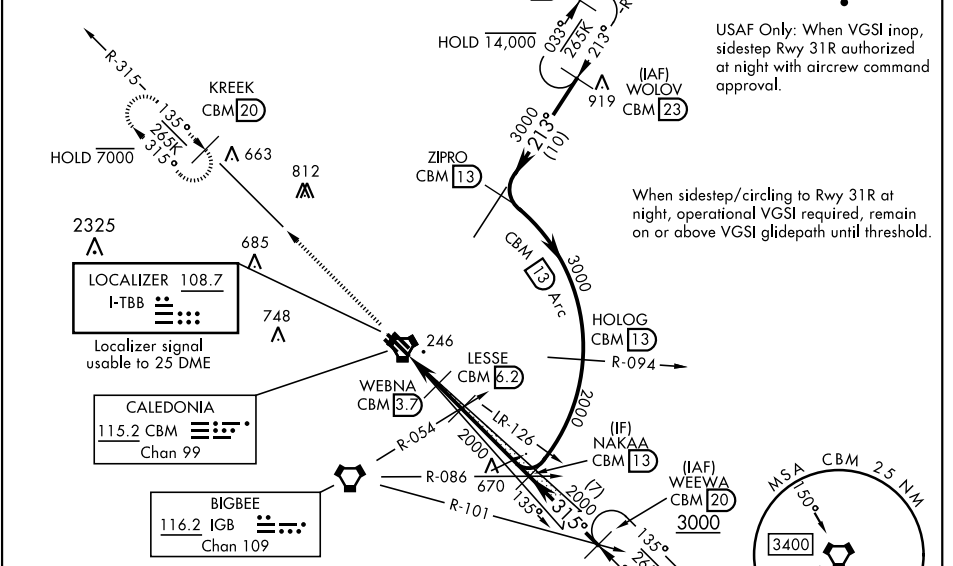 HOLD 14,000
033°
265K
213°
-R
USAF Only: When VGSI inop,
sidestep Rwy 31R authorized
at night with aircrew command
approval.
(IAF)
WOLOV
CBM 23
919
R-315
KREEK
CBM 20
135°
265K
315°
HOLD 7000
663
812
3000
213°
(10)
ZIPRO
CBM 13
When sidestep/circling to Rwy 31R at
night, operational VGSI required, remain
on or above VGSI glidepath until threshold.
2325
685
CBM 13 Arc
3000
LOCALIZER 108.7
I-TBB
Localizer signal
usable to 25 DME
748
246
HOLOG
CBM 13
R-094
2000
LESSE
CBM 6.2
WEBNA
CBM 3.7
CALEDONIA
115.2 CBM
Chan 99
R-054
LR-126
2000
(IF)
NAKAA
CBM 13
R-086
670
135°
(7)
2000
315°
(IAF)
WEEWA
CBM 20
3000
R-101
BIGBEE
116.2 IGB
Chan 109
135°
26
MSA CBM 25 NM
150°
3400